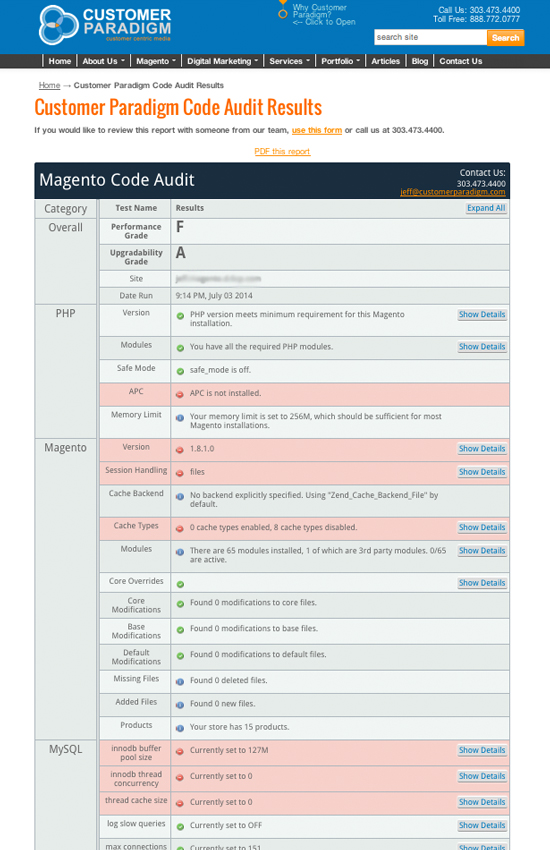 CUSTOMER
PARADIGM
customer centric media
Why Customer
Paradigm?
<-- Click to Open
Call Us: 303.473.4400
Toll Free: 888.772.0777
search site
Search
Home
About Us
Magento
Digital Marketing
Services
Portfolio
Articles
Blog
Contact Us
Home → Customer Paradigm Code Audit Results
Customer Paradigm Code Audit Results
If you would like to review this report with someone from our team, use this form or call us at 303.473.4400.
PDF this report
Magento Code Audit
Contact Us:
303.473.4400
jeff@customerparadigm.com
Category
Test Name
Results
Expand All
Overall
Performance
Grade
F
Upgradability
Grade
A
Site
Date Run
9:14 PM, July 03 2014
PHP
Version
PHP version meets minimum requirement for this Magento
installation.
Show Details
Modules
You have all the required PHP modules.
Show Details
Safe Mode
safe_mode is off.
APC
APC is not installed.
Memory Limit
Your memory limit is set to 256M, which should be sufficient for most
Magento installations.
Magento
Version
1.8.1.0
Show Details
Session Handling
files
Show Details
Cache Backend
No backend explicitly specified. Using "Zend_Cache_Backend_File" by
default.
Cache Types
0 cache types enabled, 8 cache types disabled.
Show Details
Modules
There are 65 modules installed, 1 of which are 3rd party modules. 0/65
are active.
Show Details
Core Overrides
Show Details
Core
Modifications
Found 0 modifications to core files.
Base
Modifications
Found 0 modifications to base files.
Default
Modifications
Found 0 modifications to default files.
Missing Files
Found 0 deleted files.
Added Files
Found 0 new files.
Products
Your store has 15 products.
MySQL
innodb buffer
pool size
Currently set to 127M
Show Details
innodb thread
concurrency
Currently set to 0
Show Details
thread cache size
Currently set to 0
Show Details
log slow queries
Currently set to OFF
Show Details
max connections
Currently set to 151
Show Details